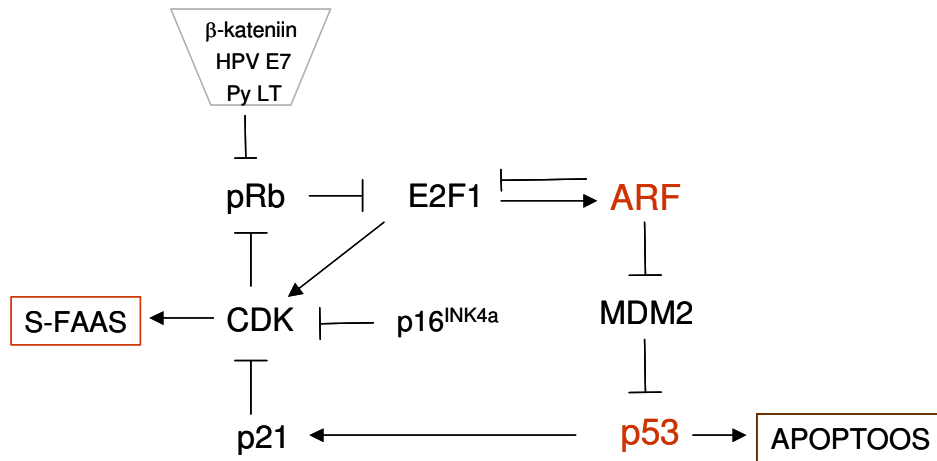 β-kateniin
HPV E7
Py LT
pRb
E2F1
ARF
S-FAAS
CDK
p16INK4a
MDM2
p21
p53
APOPTOOS